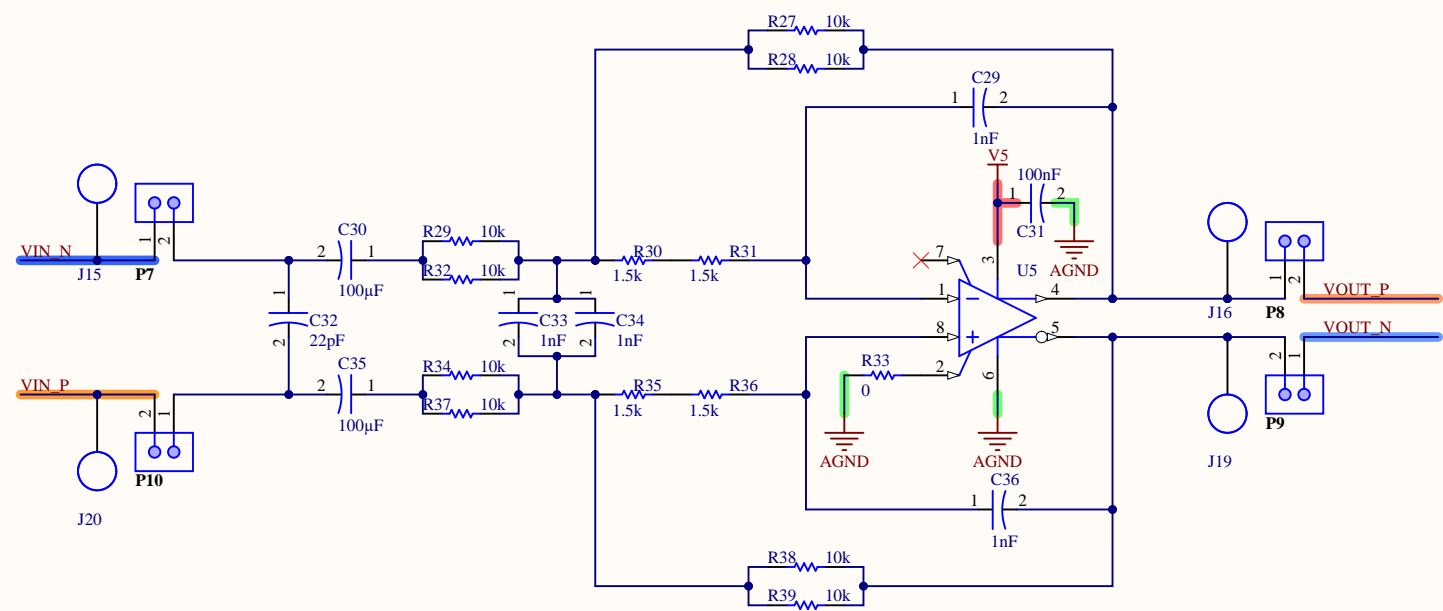 R27 10k
R28 10k
C29
1 2
1nF
V5
100nF
1 2
C31
AGND
3
U5
7
1
8
2
4
5
6
VIN_N
J15
1 2
P7
C30
2 1
100µF
R29 10k
R32 10k
R30
1.5k
R31
1.5k
1
C32
22pF
2
1
C33
1nF
2
1
C34
1nF
2
VIN_P
2 1
P10
J20
C35
2 1
100µF
R34 10k
R37 10k
R35
1.5k
R36
1.5k
R33
0
AGND
AGND
C36
1 2
1nF
R38 10k
R39 10k
J16
1 2
P8
VOUT_P
VOUT_N
2 1
P9
J19